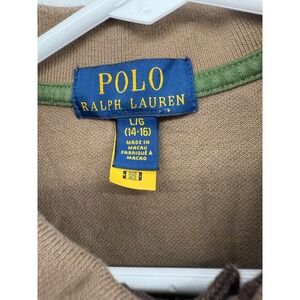 POLO
RALPH LAUREN
L/G
(14-16)
MADE IN
MACAU
FABRIQUÉ À
MACAO